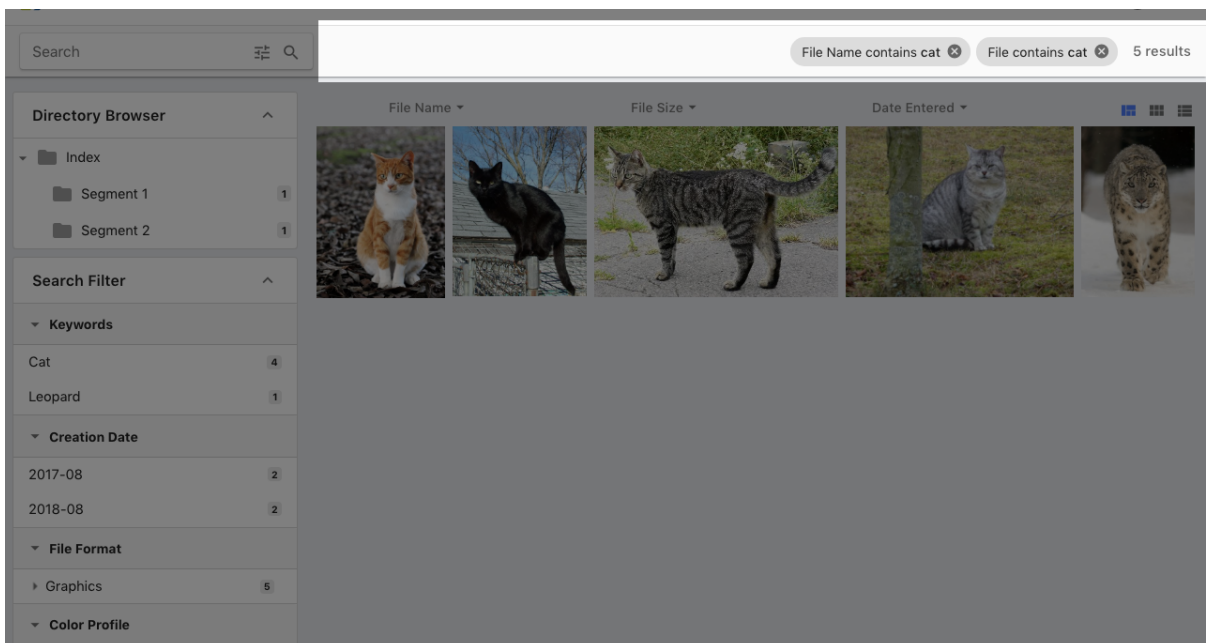 Search
File Name contains cat
File contains cat
5 results
Directory Browser
Index
Segment 1 1
Segment 2 1
Search Filter
Keywords
Cat 4
Leopard 1
Creation Date
2017-08 2
2018-08 2
File Format
Graphics 5
Color Profile
File Name
File Size
Date Entered